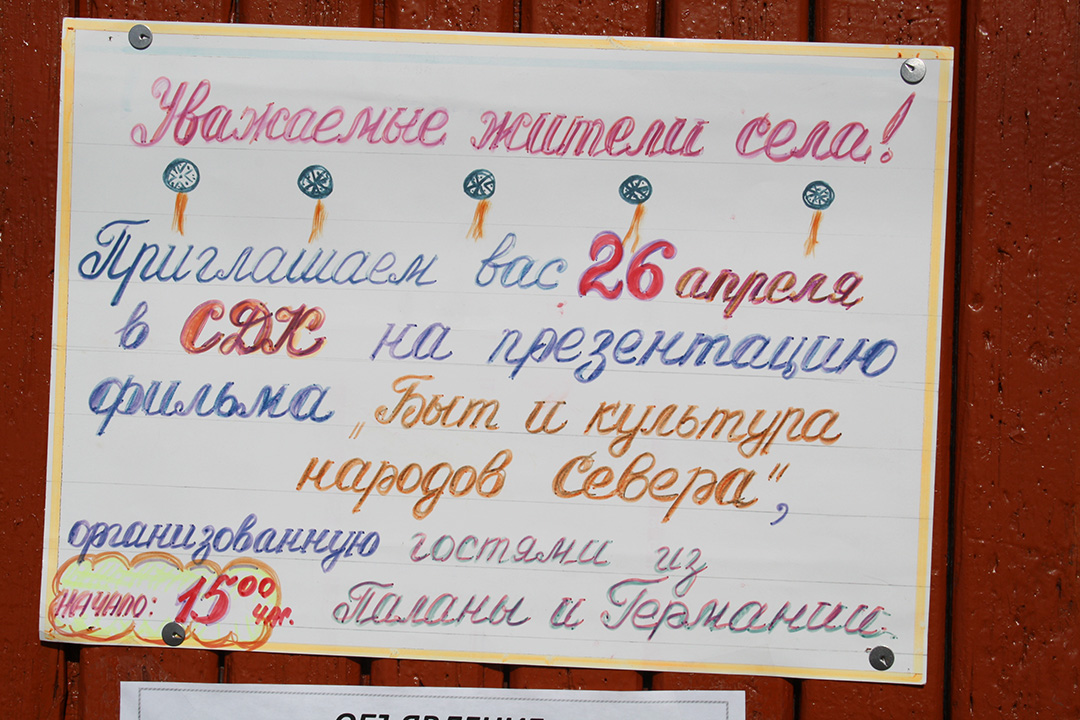 Уважаемые жители села!
Приглашаем вас 26 апреля
в СДК на презентацию
фильма „Быт и культура
народов Севера“,
организованную гостями из
Паланы и Германии
начало: 15⁰⁰ час.
ОБЪЯВЛЕНИЕ